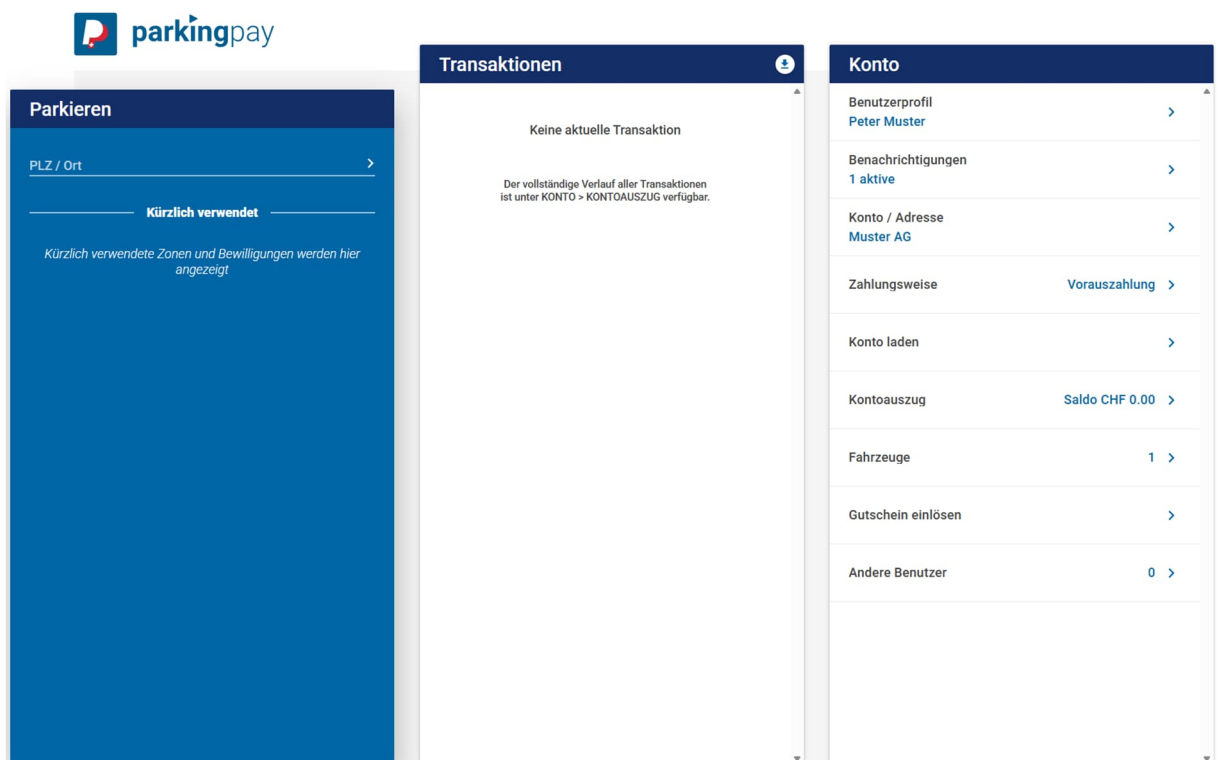 parkingpay
Parkieren
PLZ / Ort
Kürzlich verwendet
Kürzlich verwendete Zonen und Bewilligungen werden hier
angezeigt
Transaktionen
Keine aktuelle Transaktion
Der vollständige Verlauf aller Transaktionen
ist unter KONTO > KONTOAUSZUG verfügbar.
Konto
Benutzerprofil
Peter Muster
Benachrichtigungen
1 aktive
Konto / Adresse
Muster AG
Zahlungsweise Vorauszahlung
Konto laden
Kontoauszug Saldo CHF 0.00
Fahrzeuge 1
Gutschein einlösen
Andere Benutzer 0